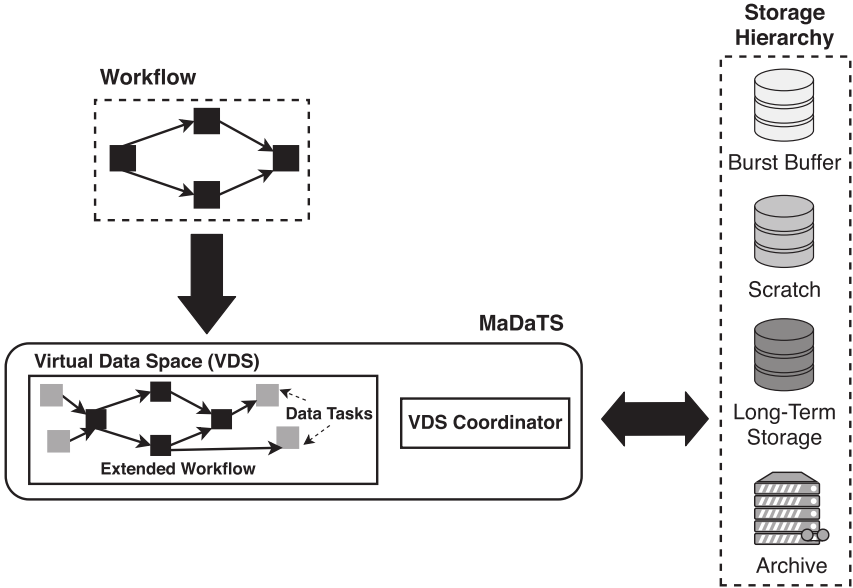 Storage
Hierarchy
Workflow
Burst Buffer
Scratch
MaDaTS
Virtual Data Space (VDS)
Data Tasks
VDS Coordinator
Extended Workflow
Long-Term
Storage
Archive